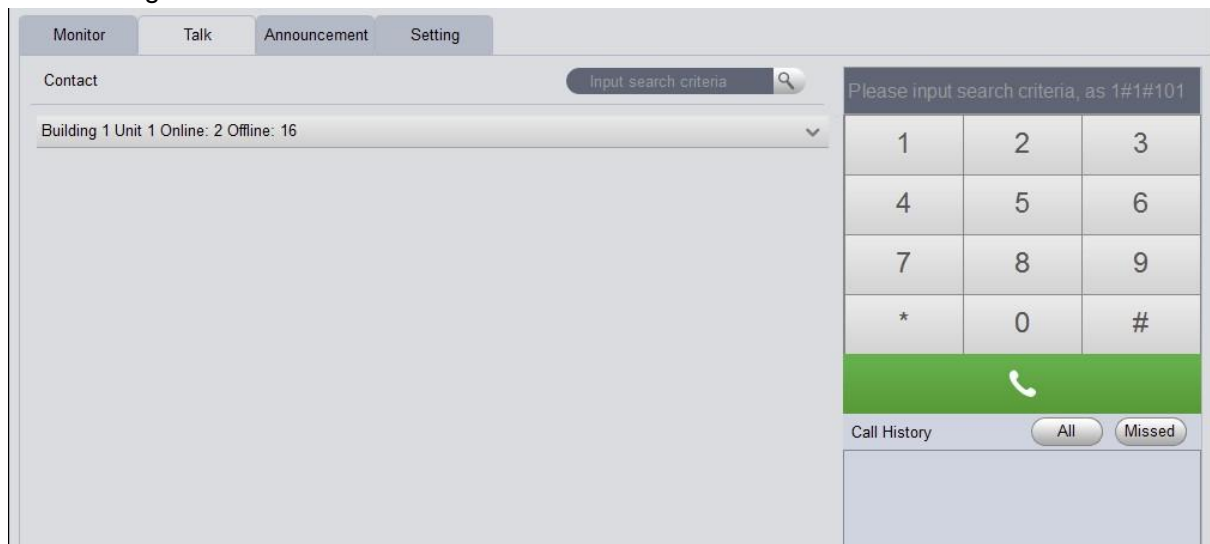 Monitor Talk Announcement Setting
Contact
Input search criteria
Building 1 Unit 1 Online: 2 Offline: 16
Please input search criteria, as 1#1#101
1 2 3
4 5 6
7 8 9
* 0 #
Call History All Missed